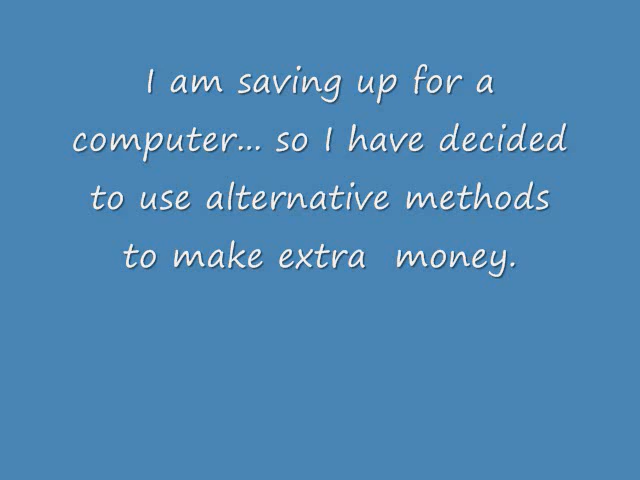 I am saving up for a
computer... so I have decided
to use alternative methods
to make extra  money.